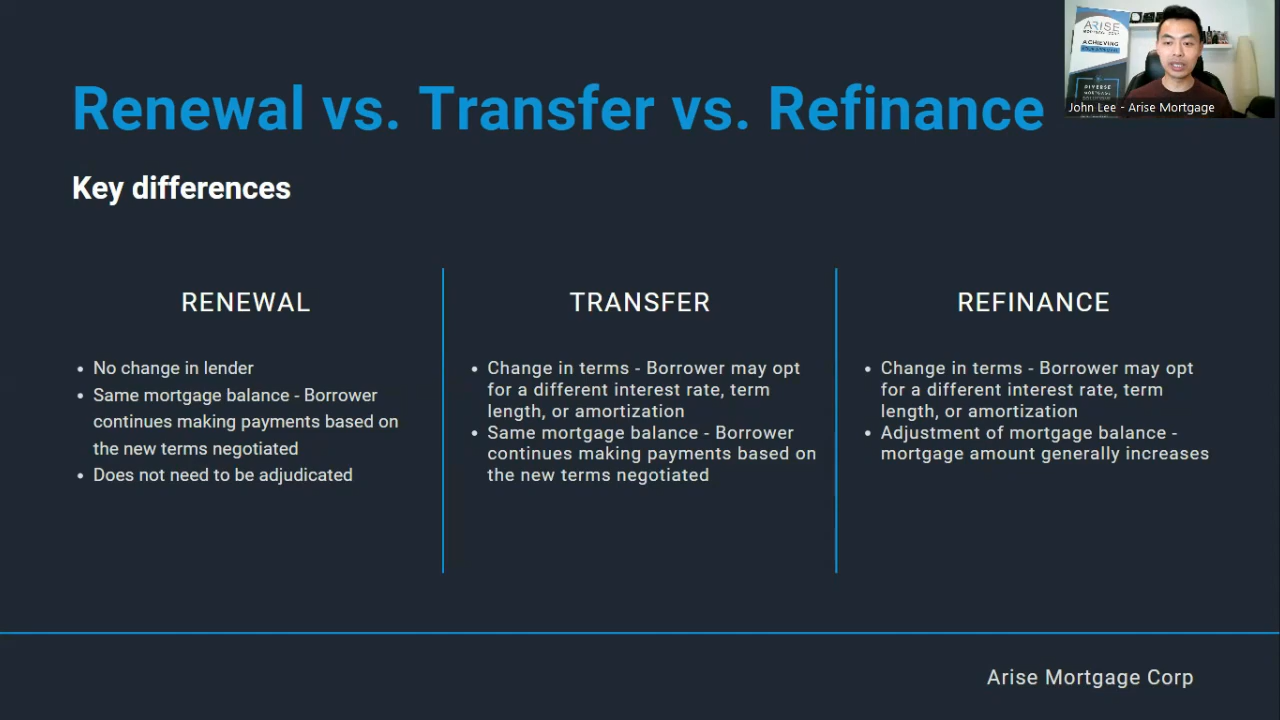 Renewal vs. Transfer vs. Refinance
ARISE
ACHIEVING
DIVERSE
MORTGAGE
John Lee - Arise Mortgage
Key differences
RENEWAL
• No change in lender
• Same mortgage balance - Borrower
continues making payments based on
the new terms negotiated
• Does not need to be adjudicated
TRANSFER
• Change in terms - Borrower may opt
for a different interest rate, term
length, or amortization
• Same mortgage balance - Borrower
continues making payments based on
the new terms negotiated
REFINANCE
• Change in terms - Borrower may opt
for a different interest rate, term
length, or amortization
• Adjustment of mortgage balance -
mortgage amount generally increases
Arise Mortgage Corp